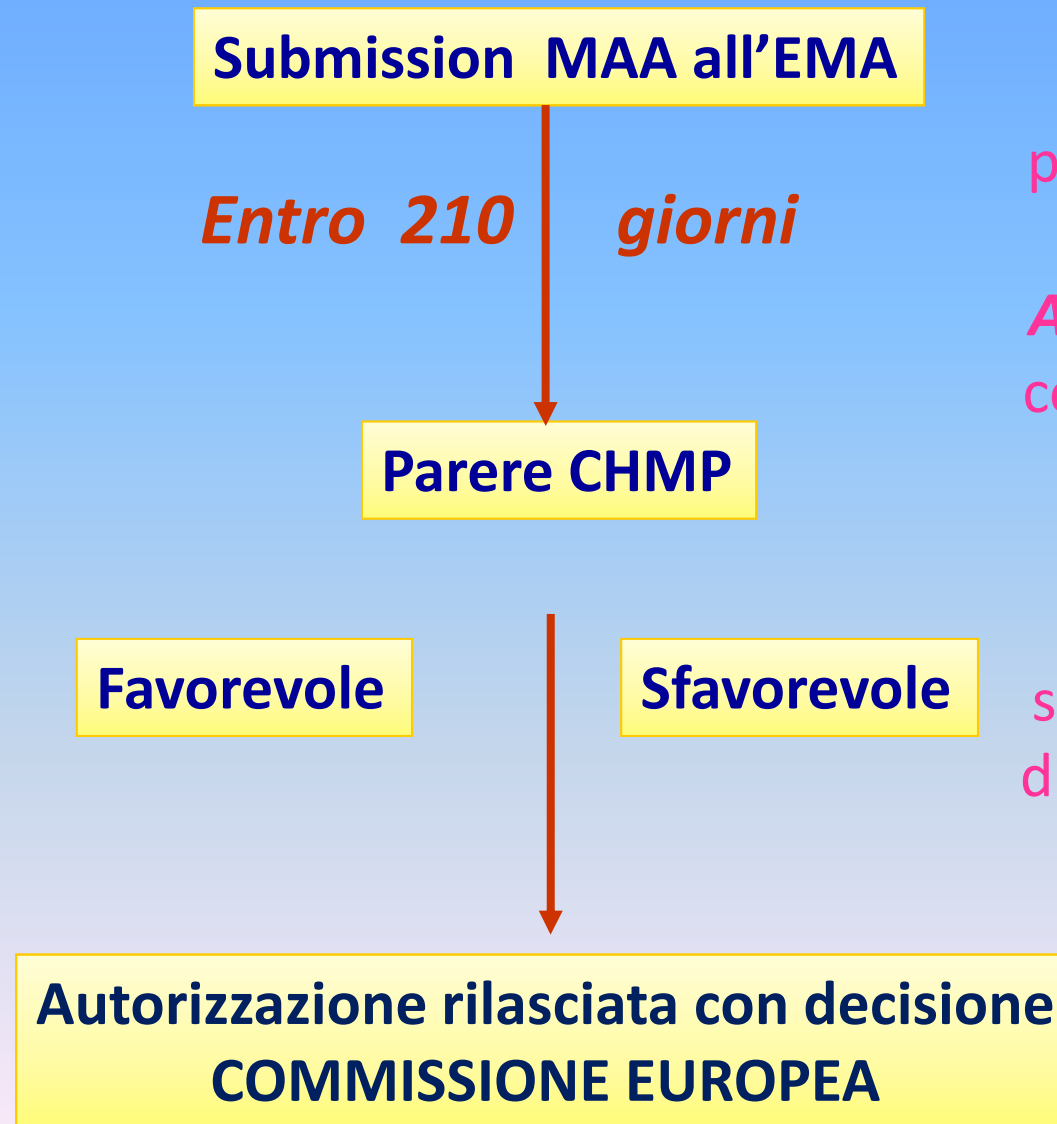 Submission MAA all’EMA
Entro 210 giorni
Parere CHMP
Favorevole
Sfavorevole
Autorizzazione rilasciata con decisione
COMMISSIONE EUROPEA